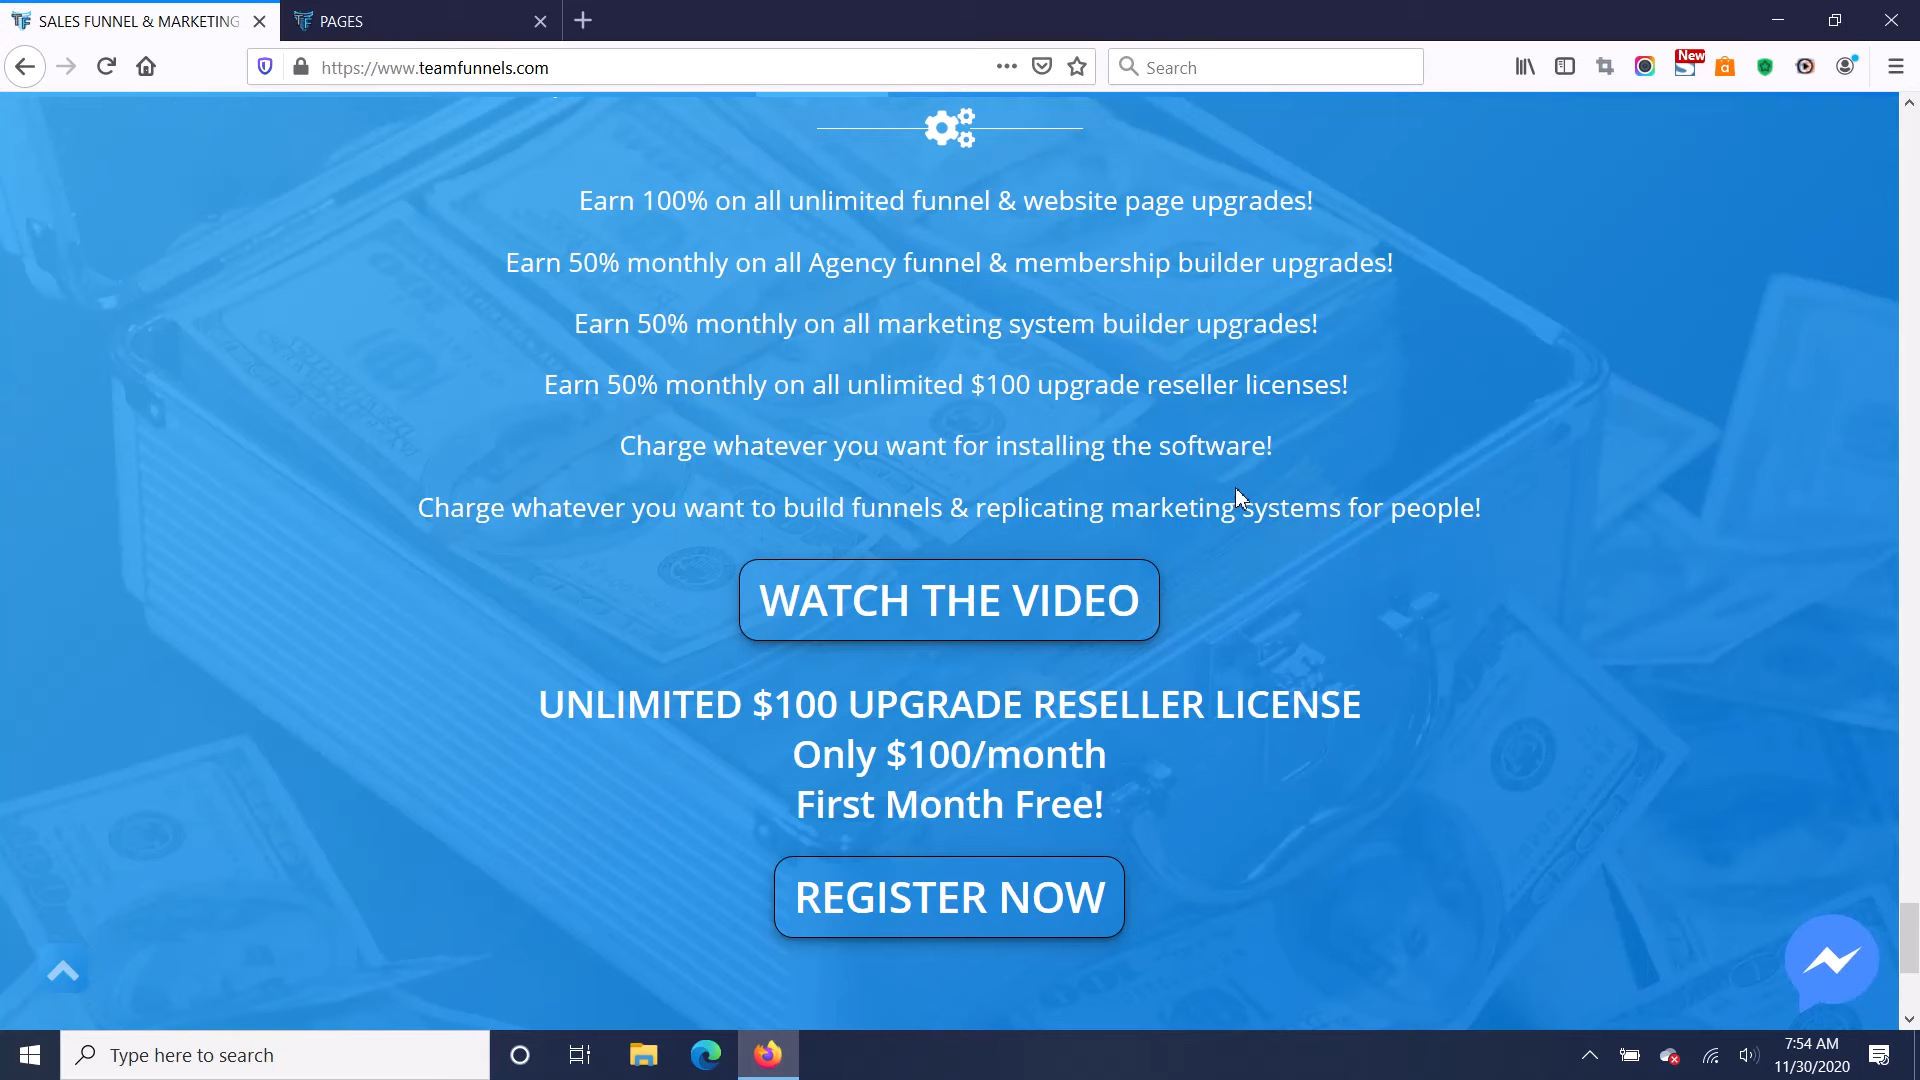 SALES FUNNEL & MARKETING
PAGES
https://www.teamfunnels.com
Search
New
Earn 100% on all unlimited funnel & website page upgrades!
Earn 50% monthly on all Agency funnel & membership builder upgrades!
Earn 50% monthly on all marketing system builder upgrades!
Earn 50% monthly on all unlimited $100 upgrade reseller licenses!
Charge whatever you want for installing the software!
Charge whatever you want to build funnels & replicating marketing systems for people!
WATCH THE VIDEO
UNLIMITED $100 UPGRADE RESELLER LICENSE
Only $100/month
First Month Free!
REGISTER NOW
Type here to search
7:54 AM
11/30/2020